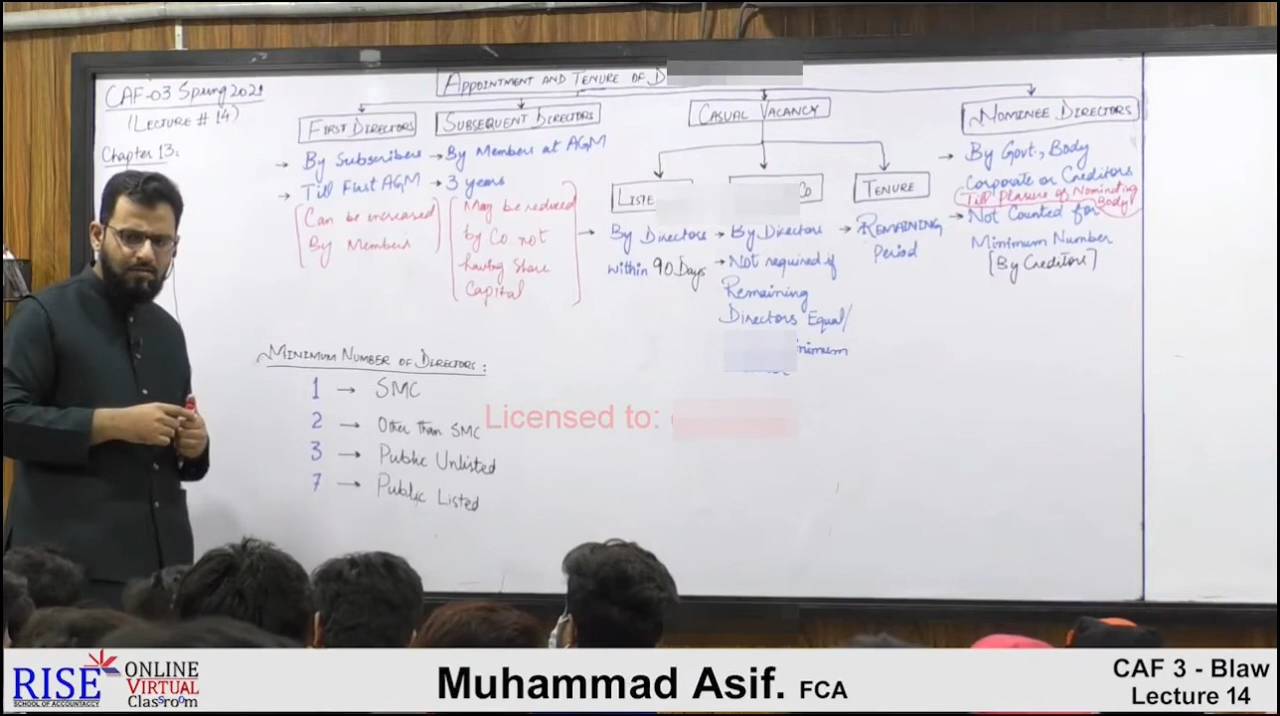 APPOINTMENT AND TENURE OF D
CAF-03 Spring 2021
(LECTURE # 14)
Chapter 13:
FIRST DIRECTORS
→ By Subscribers
→ Till First AGM
Can be increased
By Members
SUBSEQUENT DIRECTORS
→ By Members at AGM
→ 3 years
May be reduced
by Co not
having Share
Capital
CASUAL VACANCY
LISTE
→ By Directors
within 90 Days
CO
→ By Directors
→ Not required if
Remaining
Directors Equal/
nimum
TENURE
→ REMAINING
Period
NOMINEE DIRECTORS
→ By Govt, Body
Corporate or Creditors
Till Plasure of Nominating
Body
→ Not Counted for
Minimum Number
[By Creditors]
MINIMUM NUMBER OF DIRECTORS:
1 → SMC
2 → Other than SMC
3 → Public Unlisted
7 → Public Listed
Licensed to:
RISE
SCHOOL OF ACCOUNTACY
ONLINE
VIRTUAL
Classroom
Muhammad Asif. FCA
CAF 3 - Blaw
Lecture 14